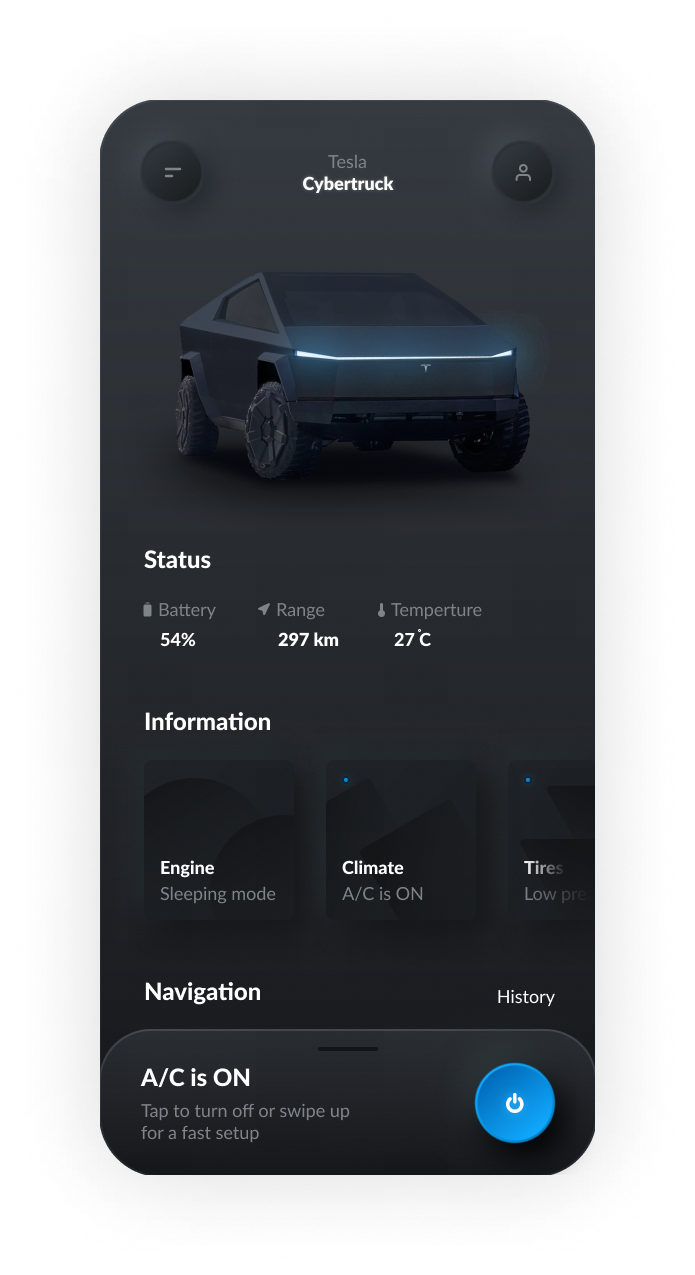 Tesla
Cybertruck
Status
Battery Range Temperture
54% 297 km 27°C
Information
Engine Climate Tires
Sleeping mode A/C is ON Low pre
Navigation History
A/C is ON
Tap to turn off or swipe up
for a fast setup